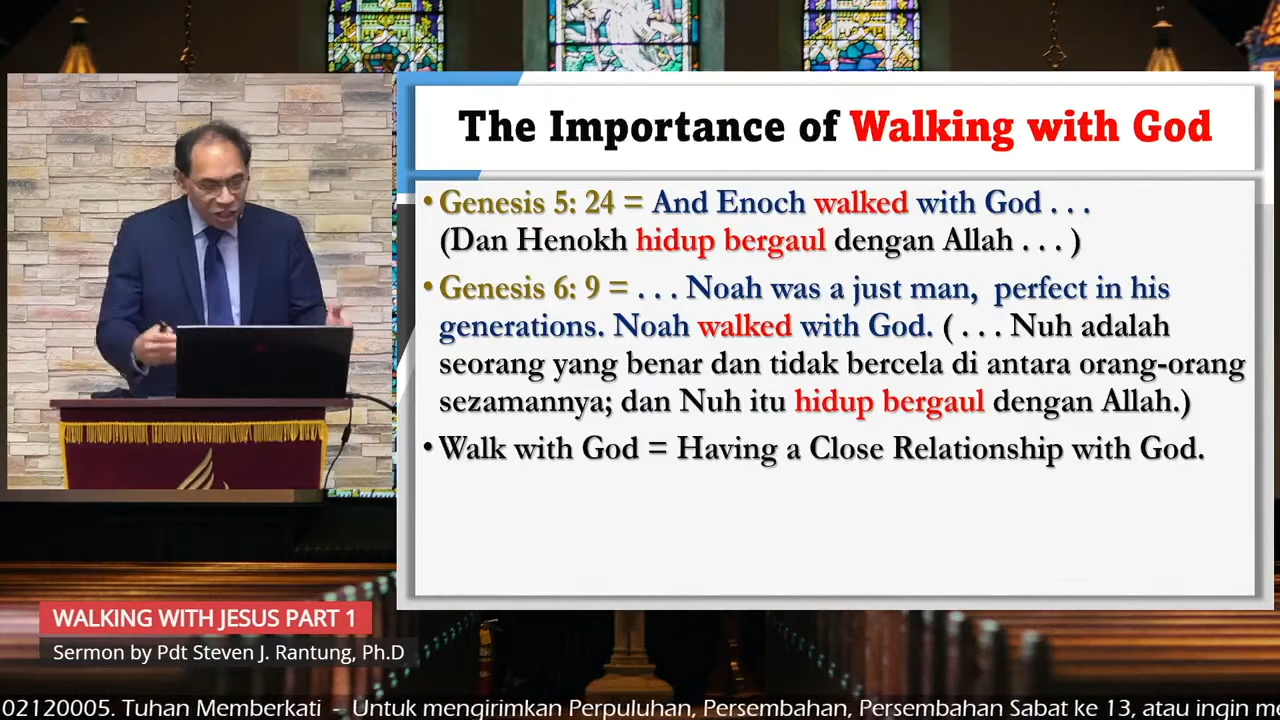 The Importance of Walking with God
• Genesis 5: 24 = And Enoch walked with God . . .
(Dan Henokh hidup bergaul dengan Allah . . . )
• Genesis 6: 9 = . . . Noah was a just man,  perfect in his
generations. Noah walked with God. ( . . . Nuh adalah
seorang yang benar dan tidak bercela di antara orang-orang
sezamannya; dan Nuh itu hidup bergaul dengan Allah.)
• Walk with God = Having a Close Relationship with God.
WALKING WITH JESUS PART 1
Sermon by Pdt Steven J. Rantung, Ph.D
02120005. Tuhan Memberkati  -  Untuk mengirimkan Perpuluhan, Persembahan, Persembahan Sabat ke 13, atau ingin me